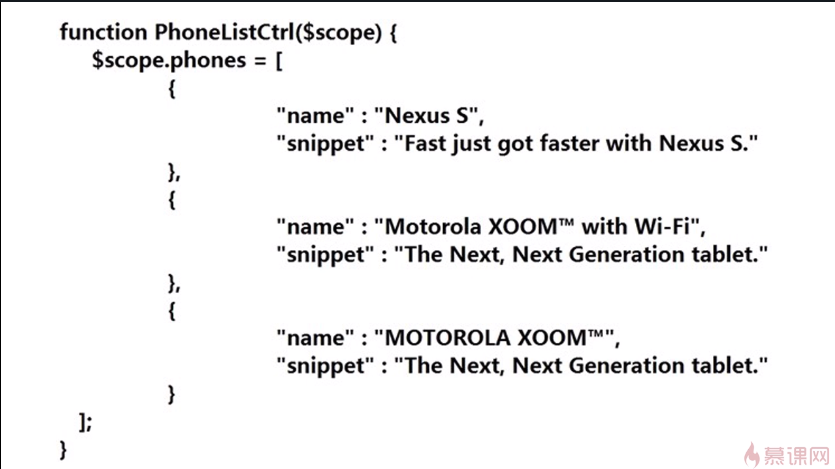 function PhoneListCtrl($scope) {
$scope.phones = [
{
"name" : "Nexus S",
"snippet" : "Fast just got faster with Nexus S."
},
{
"name" : "Motorola XOOM™ with Wi-Fi",
"snippet" : "The Next, Next Generation tablet."
},
{
"name" : "MOTOROLA XOOM™",
"snippet" : "The Next, Next Generation tablet."
}
];
}
慕课网